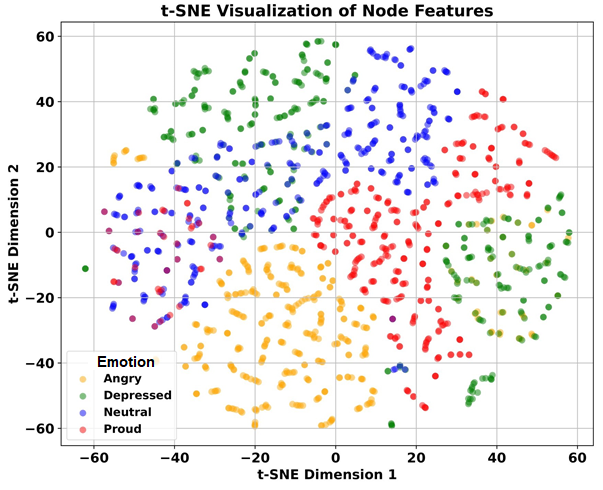 t-SNE Visualization of Node Features
60
40
20
0
−20
−40
−60
t-SNE Dimension 2
Emotion
Angry
Depressed
Neutral
Proud
−60 −40 −20 0 20 40 60
t-SNE Dimension 1